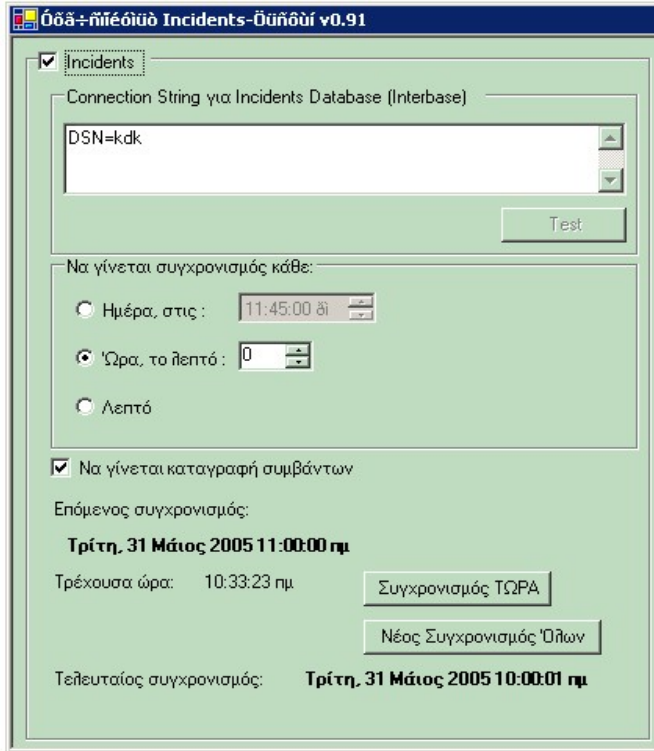 Óõã÷ñïíéóìüò Incidents-Öüñôùí v0.91
Incidents
Connection String για Incidents Database (Interbase)
DSN=kdk
Test
Να γίνεται συγχρονισμός κάθε:
Ημέρα, στις : 11:45:00 ðì
Ώρα, το λεπτό : 0
Λεπτό
Να γίνεται καταγραφή συμβάντων
Επόμενος συγχρονισμός:
Τρίτη, 31 Μάιος 2005 11:00:00 πμ
Τρέχουσα ώρα: 10:33:23 πμ
Συγχρονισμός ΤΩΡΑ
Νέος Συγχρονισμός Όλων
Τελευταίος συγχρονισμός: Τρίτη, 31 Μάιος 2005 10:00:01 πμ